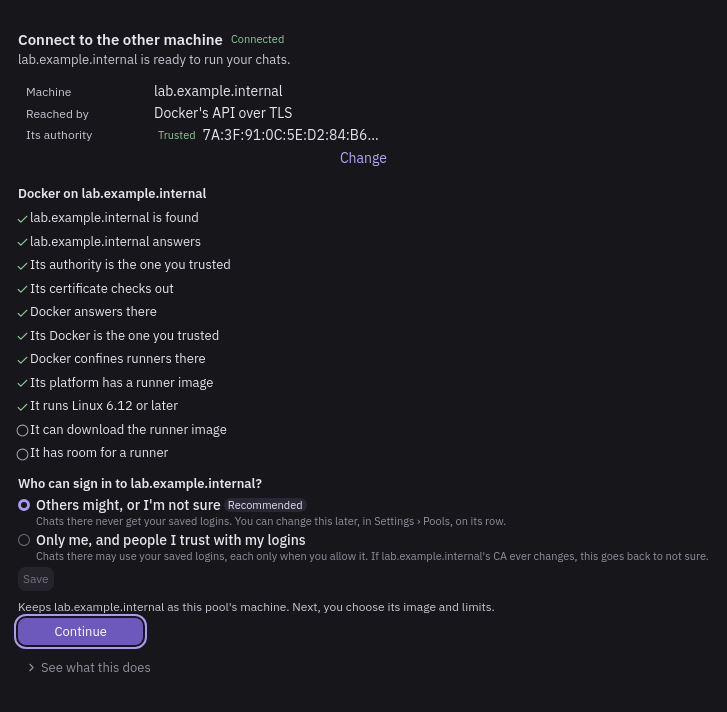 Connect to the other machine Connected
lab.example.internal is ready to run your chats.
Machine lab.example.internal
Reached by Docker's API over TLS
Its authority Trusted 7A:3F:91:0C:5E:D2:84:B6...
Change
Docker on lab.example.internal
lab.example.internal is found
lab.example.internal answers
Its authority is the one you trusted
Its certificate checks out
Docker answers there
Its Docker is the one you trusted
Docker confines runners there
Its platform has a runner image
It runs Linux 6.12 or later
It can download the runner image
It has room for a runner
Who can sign in to lab.example.internal?
Others might, or I'm not sure Recommended
Chats there never get your saved logins. You can change this later, in Settings › Pools, on its row.
Only me, and people I trust with my logins
Chats there may use your saved logins, each only when you allow it. If lab.example.internal's CA ever changes, this goes back to not sure.
Save
Keeps lab.example.internal as this pool's machine. Next, you choose its image and limits.
Continue
See what this does